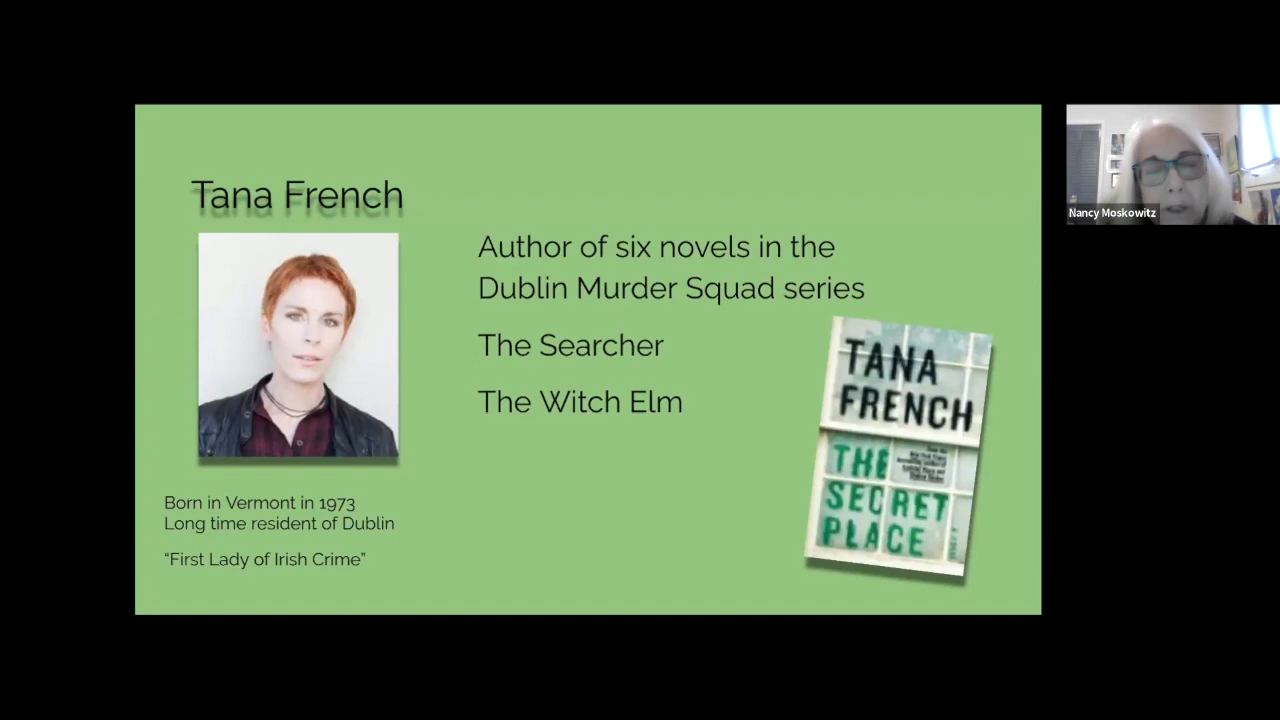 Tana French
Author of six novels in the
Dublin Murder Squad series
The Searcher
The Witch Elm
Born in Vermont in 1973
Long time resident of Dublin
“First Lady of Irish Crime”
TANA
FRENCH
THE
SECRET
PLACE
Nancy Moskowitz